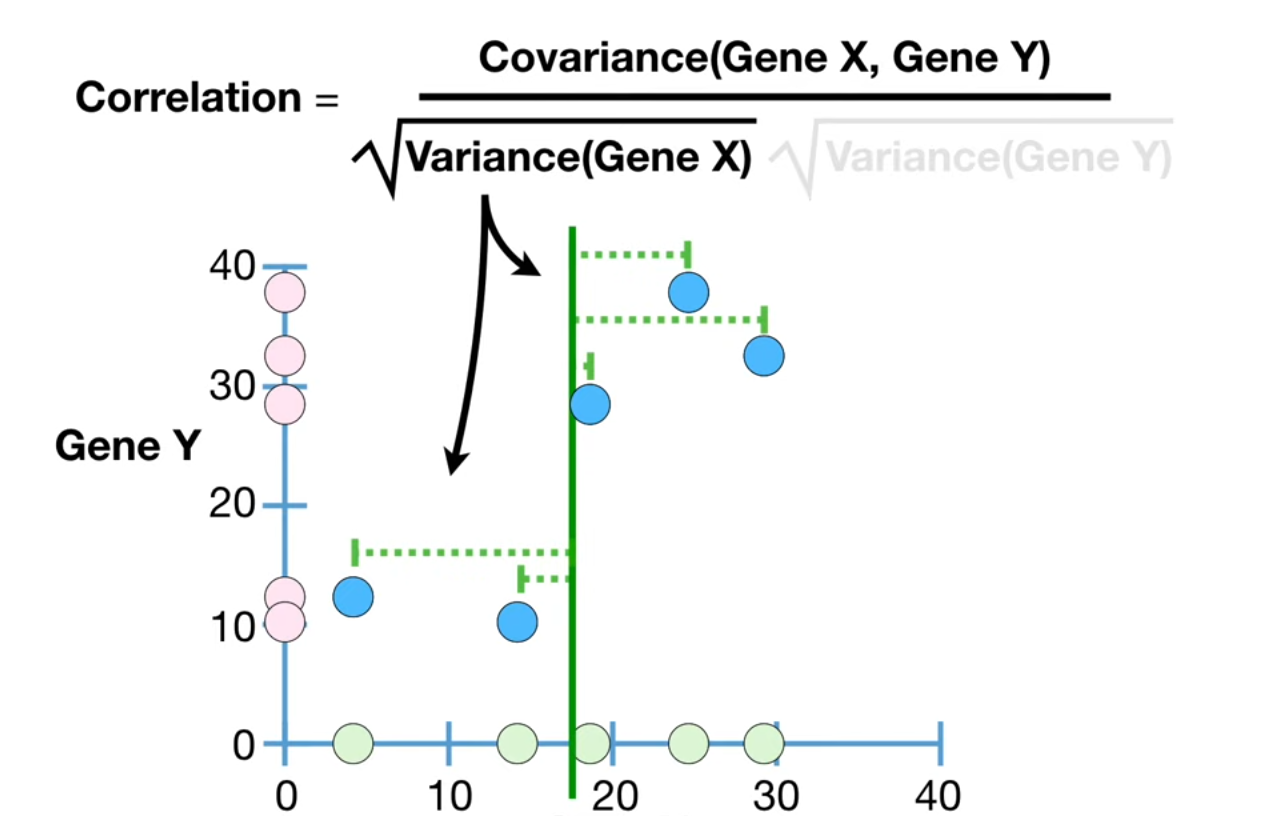 Covariance(Gene X, Gene Y)
Correlation =
√Variance(Gene X) √Variance(Gene Y)
40
30
Gene Y
20
10
0
0 10 20 30 40